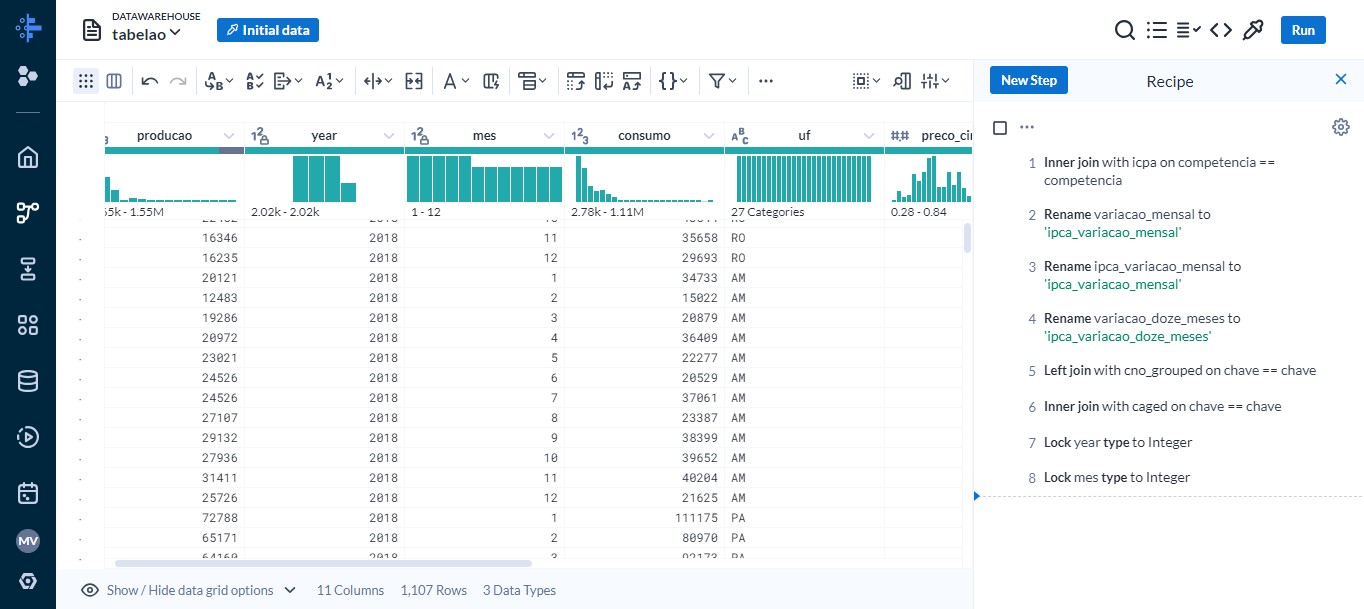 DATAWAREHOUSE
tabelao
Initial data
Run
New Step
Recipe
producao year mes consumo uf
55k - 1.55M 2.02k - 2.02k 1 - 12 2.78k - 1.11M 27 Categories 0.28 - 0.84
16346 2018 11 35658 RO
16235 2018 12 29693 RO
20121 2018 1 34733 AM
12483 2018 2 15022 AM
19286 2018 3 20879 AM
20972 2018 4 36409 AM
23021 2018 5 22277 AM
24526 2018 6 20529 AM
24526 2018 7 37061 AM
27107 2018 8 23387 AM
29132 2018 9 38399 AM
27936 2018 10 39652 AM
31411 2018 11 40204 AM
25726 2018 12 21625 AM
72788 2018 1 111175 PA
65171 2018 2 80970 PA
64160 2018 3 92173 PA
Show / Hide data grid options 11 Columns 1,107 Rows 3 Data Types
1 Inner join with icpa on competencia ==
competencia
2 Rename variacao_mensal to
'ipca_variacao_mensal'
3 Rename ipca_variacao_mensal to
'ipca_variacao_mensal'
4 Rename variacao_doze_meses to
'ipca_variacao_doze_meses'
5 Left join with cno_grouped on chave == chave
6 Inner join with caged on chave == chave
7 Lock year type to Integer
8 Lock mes type to Integer
MV